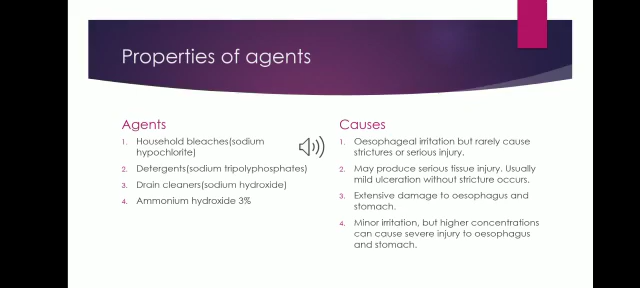 Properties of agents
Agents
1. Household bleaches(sodium
hypochlorite)
2. Detergents(sodium tripolyphosphates)
3. Drain cleaners(sodium hydroxide)
4. Ammonium hydroxide 3%
Causes
1. Oesophageal irritation but rarely cause
strictures or serious injury.
2. May produce serious tissue injury. Usually
mild ulceration without stricture occurs.
3. Extensive damage to oesophagus and
stomach.
4. Minor irritation, but higher concentrations
can cause severe injury to oesophagus
and stomach.